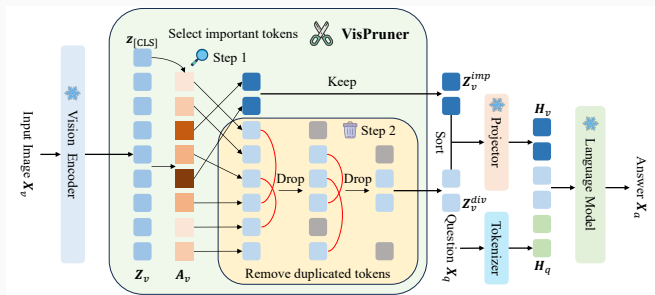 Select important tokens
VisPruner
z[CLS]
Step 1
Keep
Z_v^imp
Input Image X_v
Vision Encoder
Step 2
Drop
Drop
Sort
Projector
H_v
Language Model
Answer X_a
Z_v^div
Question X_q
Tokenizer
Remove duplicated tokens
Z_v
A_v
H_q